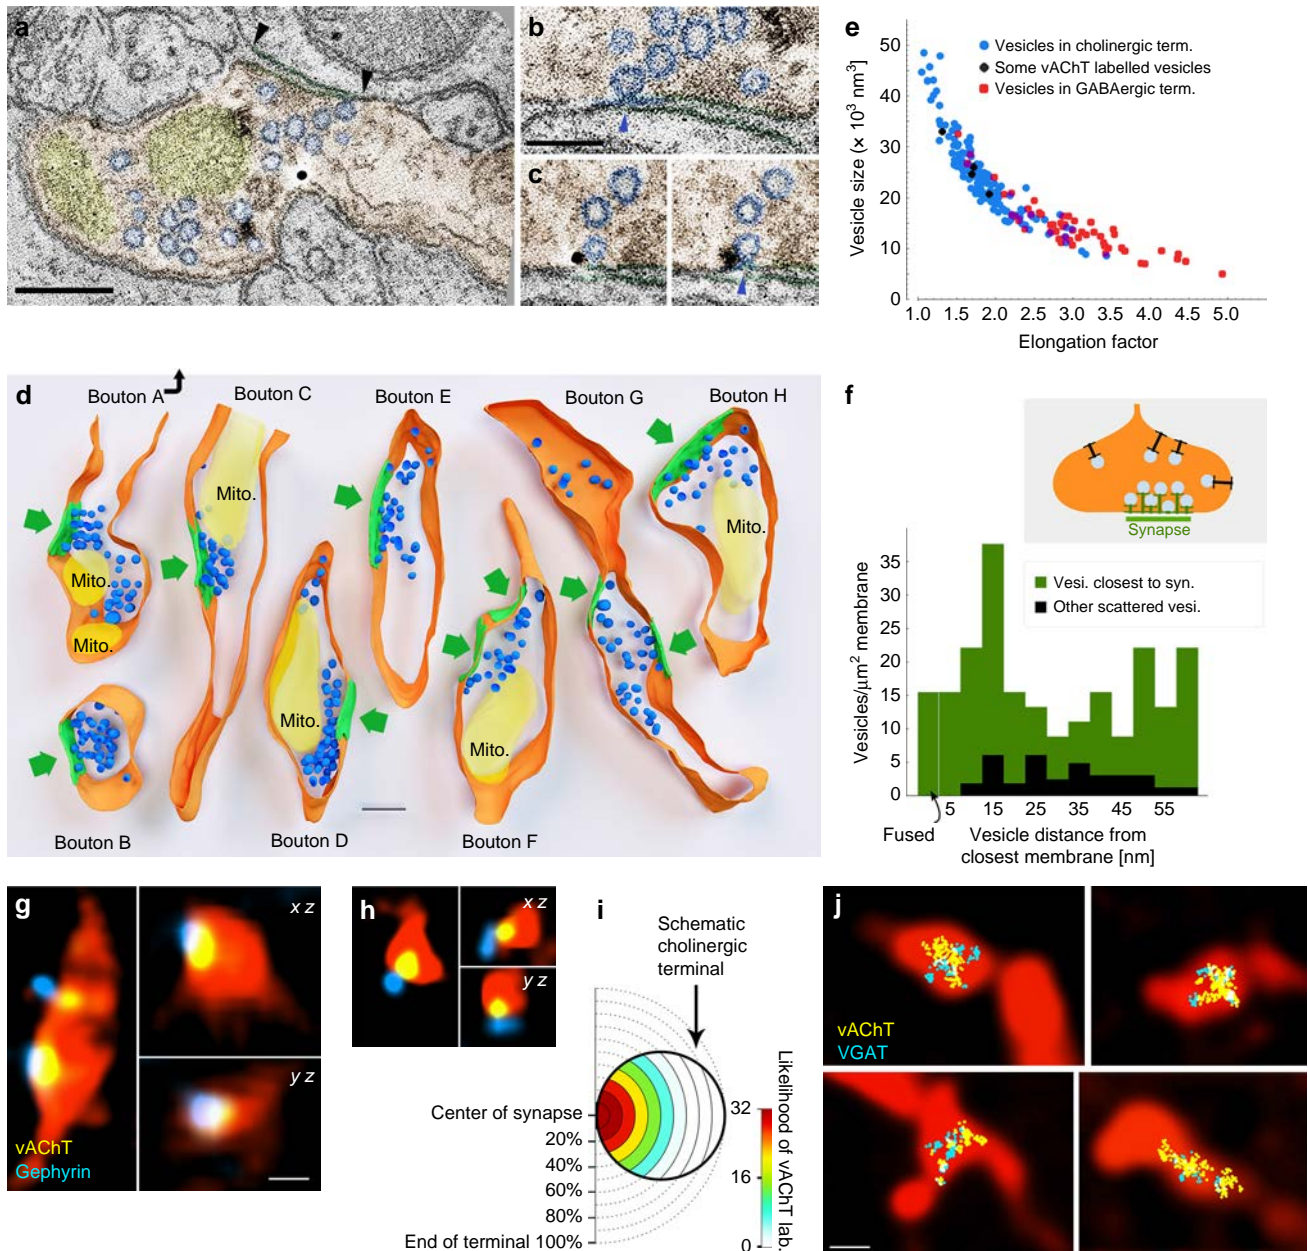 a
b
c
e
50
40
30
20
10
0
Vesicle size (× 10³ nm³)
Vesicles in cholinergic term.
Some vAChT labelled vesicles
Vesicles in GABAergic term.
1.0 1.5 2.0 2.5 3.0 3.5 4.0 4.5 5.0
Elongation factor
d
Bouton A
Bouton C
Bouton E
Bouton G
Bouton H
Mito.
Mito.
Mito.
Mito.
Mito.
Mito.
Bouton B
Bouton D
Bouton F
f
Synapse
Vesi. closest to syn.
Other scattered vesi.
35
30
25
20
15
10
5
0
Vesicles/μm² membrane
5 15 25 35 45 55
Fused
Vesicle distance from
closest membrane [nm]
g
x z
y z
vAChT
Gephyrin
h
x z
y z
i
Schematic
cholinergic
terminal
Center of synapse
20%
40%
60%
80%
End of terminal 100%
32
16
0
Likelihood of vAChT lab.
j
vAChT
VGAT